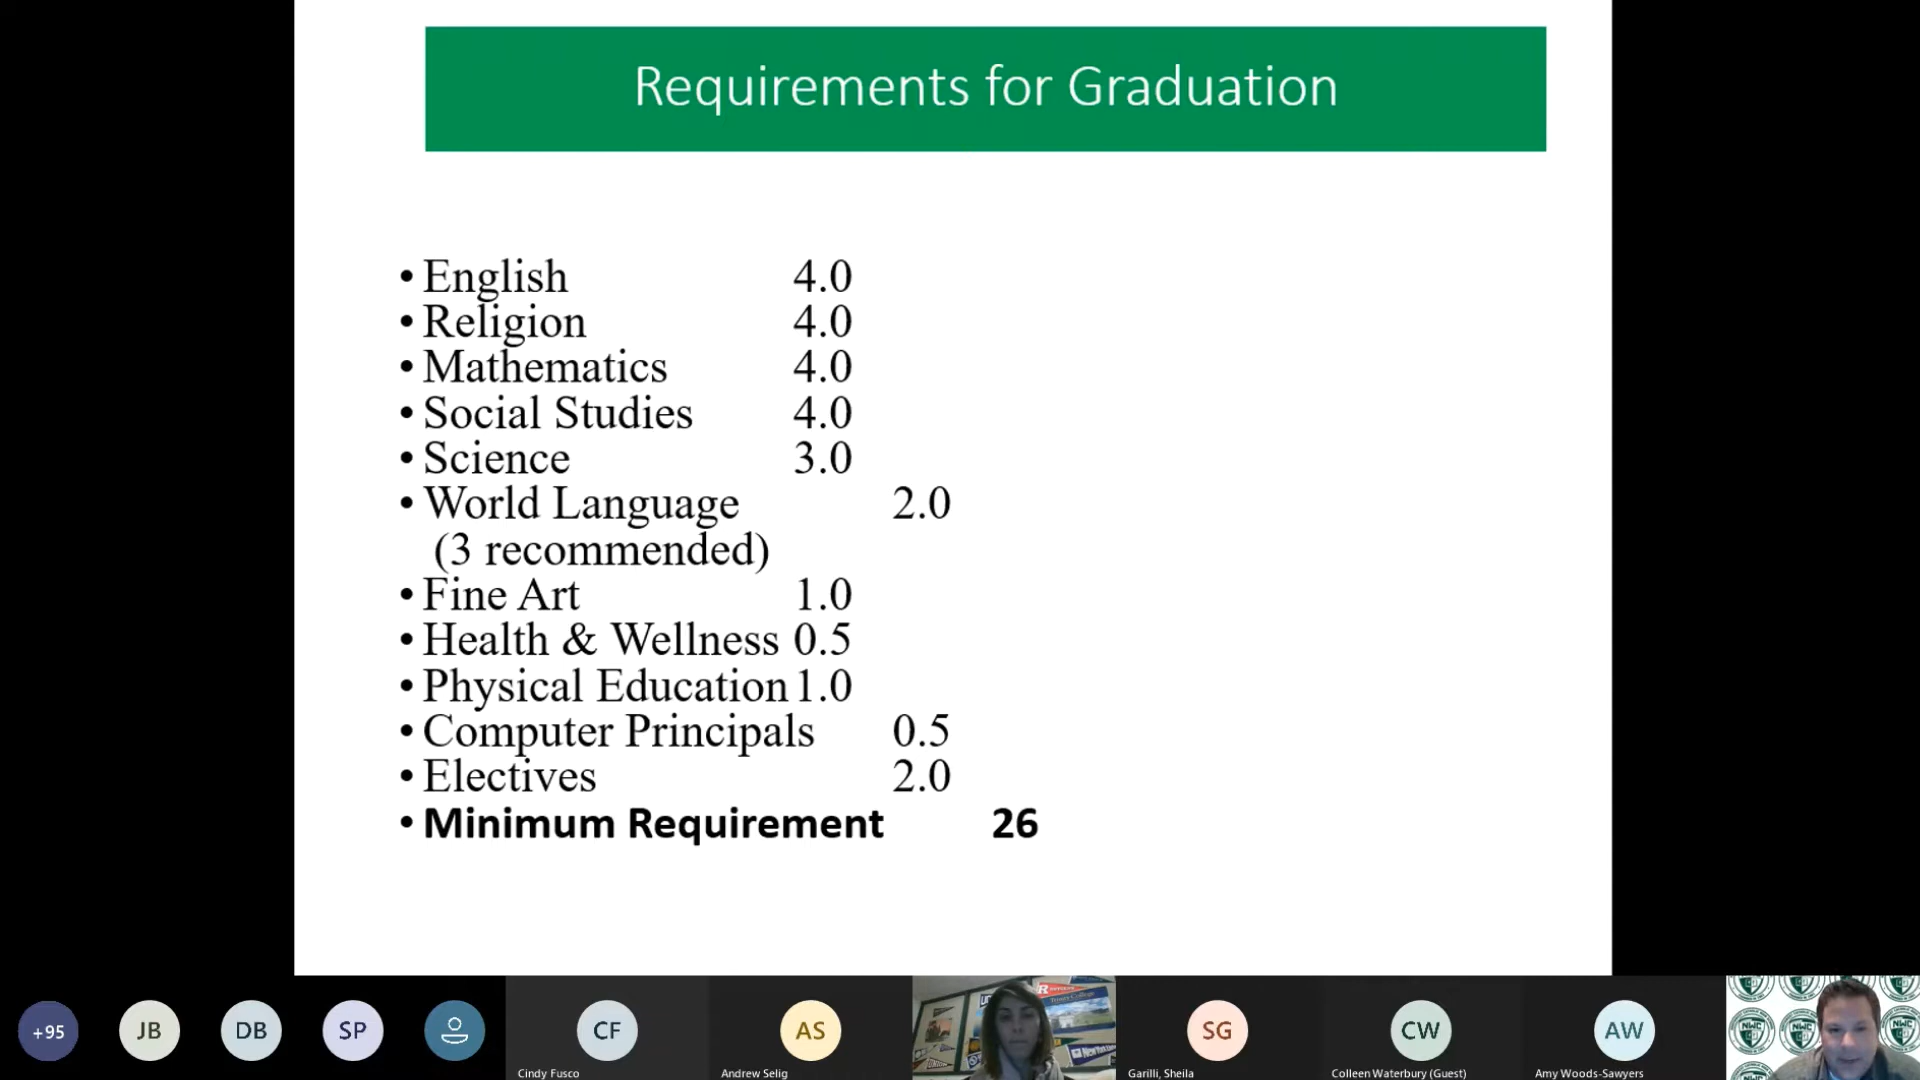 Requirements for Graduation
• English 4.0
• Religion 4.0
• Mathematics 4.0
• Social Studies 4.0
• Science 3.0
• World Language 2.0
(3 recommended)
• Fine Art 1.0
• Health & Wellness 0.5
• Physical Education 1.0
• Computer Principals 0.5
• Electives 2.0
• Minimum Requirement 26
+95
JB
DB
SP
CF
AS
SG
CW
AW
Cindy Fusco
Andrew Selig
Garilli, Sheila
Colleen Waterbury (Guest)
Amy Woods-Sawyers
NWC